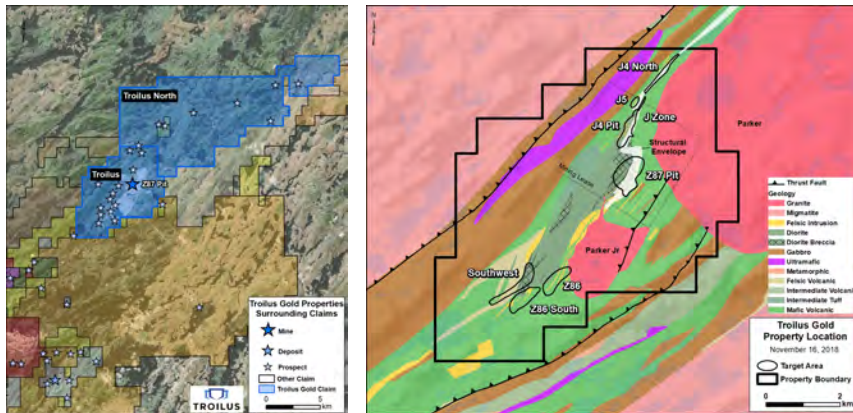 Troilus North
Troilus
Z87 Pit
Troilus Gold Properties
Surrounding Claims
Mine
Deposit
Prospect
Other Claim
Troilus Gold Claim
0 5
km
TROILUS
N
J4 North
J5
J Zone
J4 Pit
Parker
Structural
Envelope
Z87 Pit
Mining Lease
Parker Jr
Southwest
Z86
Z86 South
Thrust Fault
Geology
Granite
Migmatite
Felsic Intrusion
Diorite
Diorite Breccia
Gabbro
Ultramafic
Metamorphic
Felsic Volcanic
Intermediate Volcani
Intermediate Tuff
Mafic Volcanic
Troilus Gold
Property Location
November 16, 2018
Target Area
Property Boundary
0 2
km